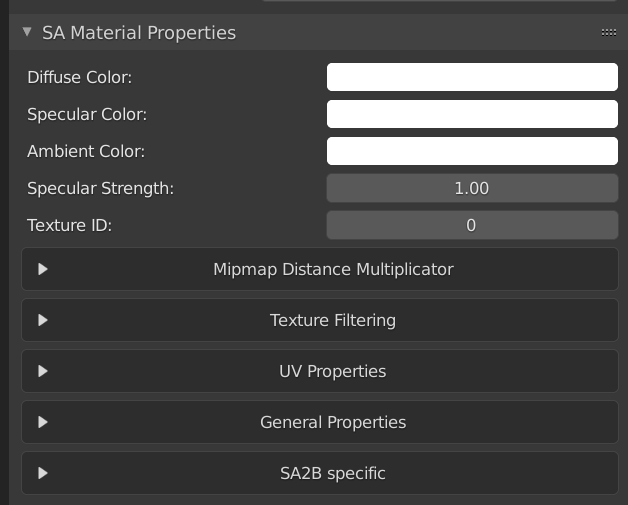 SA Material Properties
Diffuse Color:
Specular Color:
Ambient Color:
Specular Strength: 1.00
Texture ID: 0
Mipmap Distance Multiplicator
Texture Filtering
UV Properties
General Properties
SA2B specific